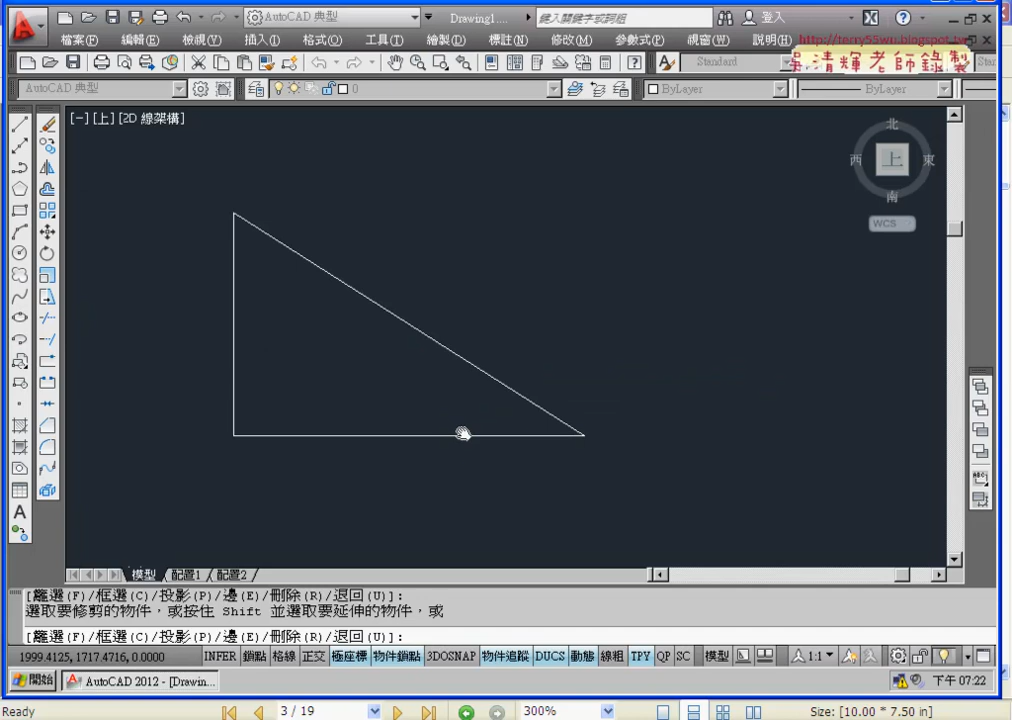 AutoCAD 典型
Drawing1....
鍵入關鍵字或詞組
登入
檔案(F) 編輯(E) 檢視(V) 插入(I) 格式(O) 工具(T) 繪製(D) 標註(N) 修改(M) 參數式(P) 視窗(W) 說明(H)
http://terry55wu.blogspot.tw
吳清輝老師錄製
Standard
AutoCAD 典型
0
ByLayer
ByLayer
[-] [上] [2D 線架構]
北
西 上 東
南
WCS
A
模型 配置1 配置2
[籬選(F)/框選(C)/投影(P)/邊(E)/刪除(R)/退回(U)]:
選取要修剪的物件，或按住 Shift 並選取要延伸的物件，或
[籬選(F)/框選(C)/投影(P)/邊(E)/刪除(R)/退回(U)]:
1999.4125, 1717.4716, 0.0000
INFER 鎖點 格線 正交 極座標 物件鎖點 3DOSNAP 物件追蹤 DUCS 動態 線粗 TPY QP SC 模型 1:1
開始
AutoCAD 2012 - [Drawin...
下午 07:22
Ready
3 / 19
300%
Size: [10.00 * 7.50 in]